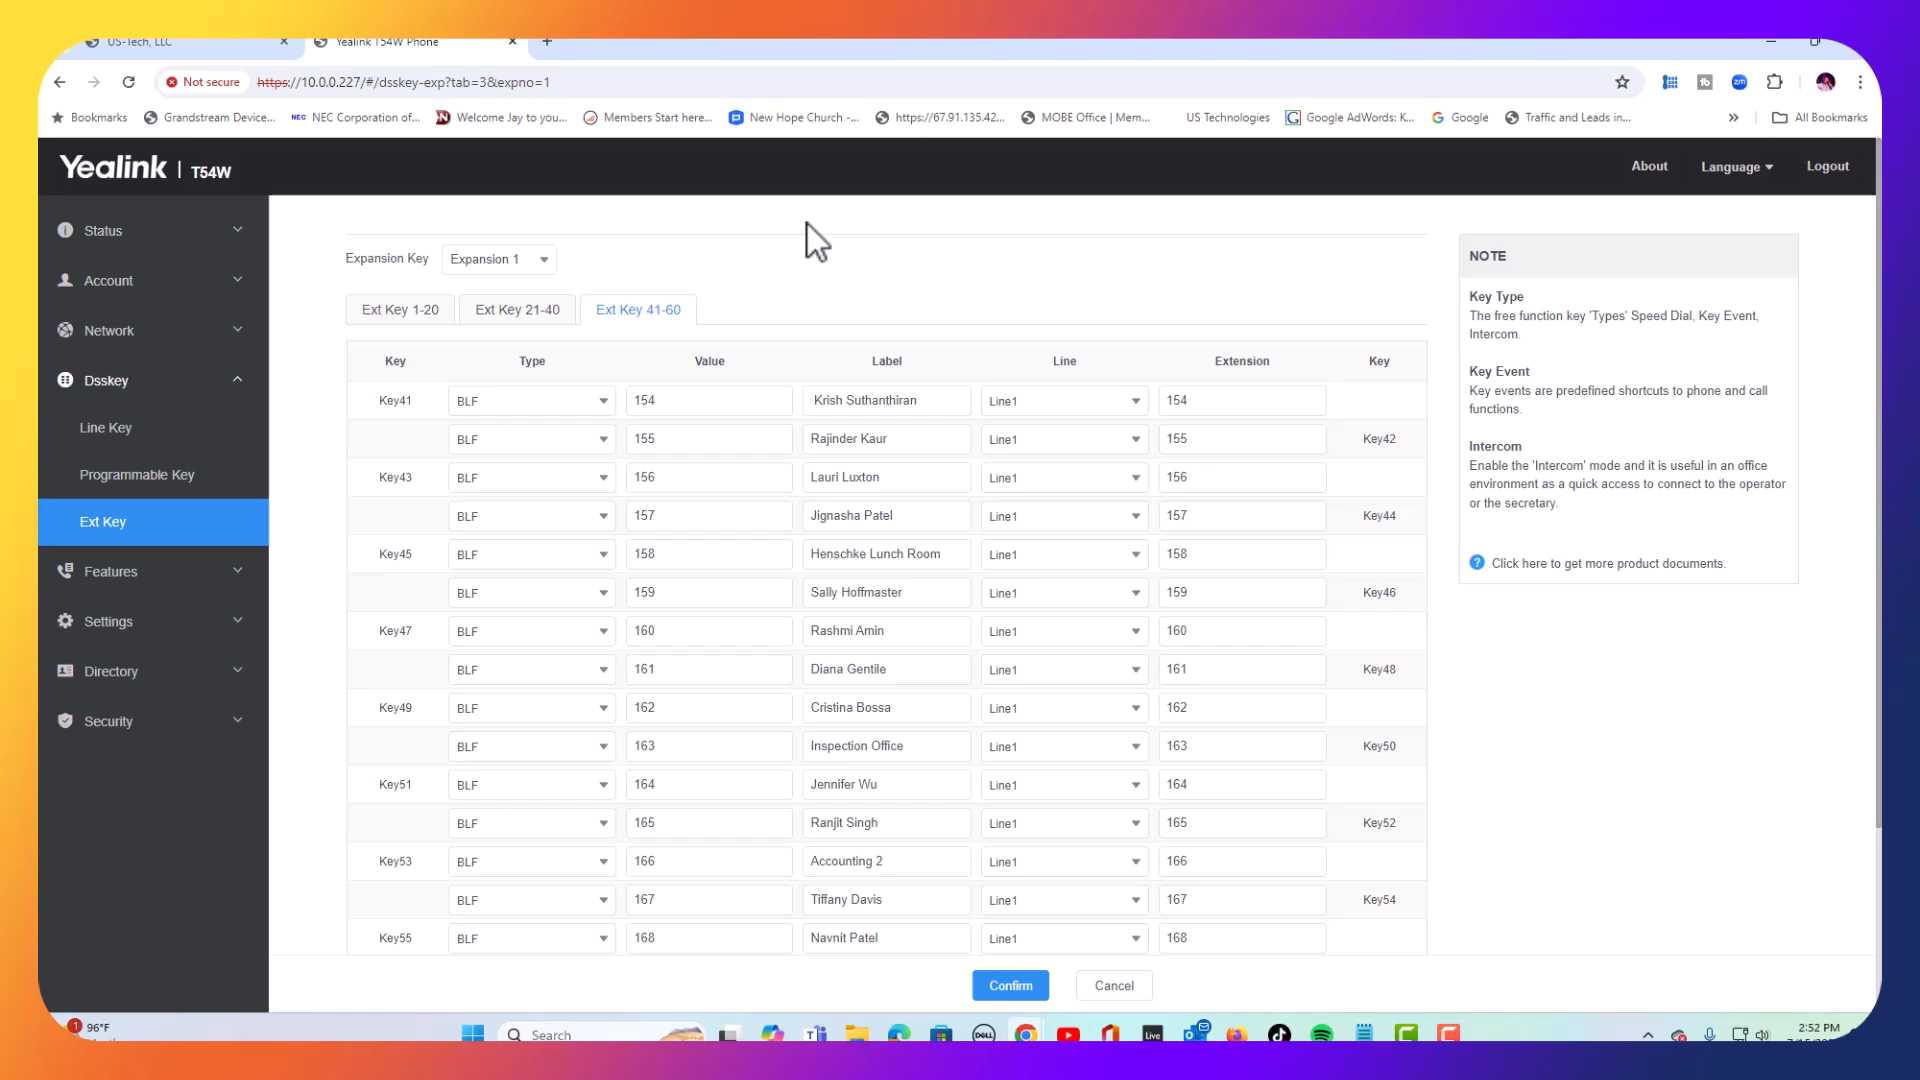 US-Tech, LLC
Yealink T54W Phone
Not secure https://10.0.0.227/#/dsskey-exp?tab=3&expno=1
Bookmarks Grandstream Device... NEC NEC Corporation of... Welcome Jay to you... Members Start here... New Hope Church -... https://67.91.135.42... MOBE Office | Mem... US Technologies Google AdWords: K... Google Traffic and Leads in... » All Bookmarks
Yealink | T54W
About Language Logout
Status
Account
Network
Dsskey
Line Key
Programmable Key
Ext Key
Features
Settings
Directory
Security
Expansion Key Expansion 1
Ext Key 1-20 Ext Key 21-40 Ext Key 41-60
Key Type Value Label Line Extension Key
Key41 BLF 154 Krish Suthanthiran Line1 154
BLF 155 Rajinder Kaur Line1 155 Key42
Key43 BLF 156 Lauri Luxton Line1 156
BLF 157 Jignasha Patel Line1 157 Key44
Key45 BLF 158 Henschke Lunch Room Line1 158
BLF 159 Sally Hoffmaster Line1 159 Key46
Key47 BLF 160 Rashmi Amin Line1 160
BLF 161 Diana Gentile Line1 161 Key48
Key49 BLF 162 Cristina Bossa Line1 162
BLF 163 Inspection Office Line1 163 Key50
Key51 BLF 164 Jennifer Wu Line1 164
BLF 165 Ranjit Singh Line1 165 Key52
Key53 BLF 166 Accounting 2 Line1 166
BLF 167 Tiffany Davis Line1 167 Key54
Key55 BLF 168 Navnit Patel Line1 168
Confirm Cancel
NOTE
Key Type
The free function key 'Types' Speed Dial, Key Event,
Intercom.
Key Event
Key events are predefined shortcuts to phone and call
functions.
Intercom
Enable the 'Intercom' mode and it is useful in an office
environment as a quick access to connect to the operator
or the secretary.
Click here to get more product documents.
1 96°F
Search
DELL
Live
2:52 PM